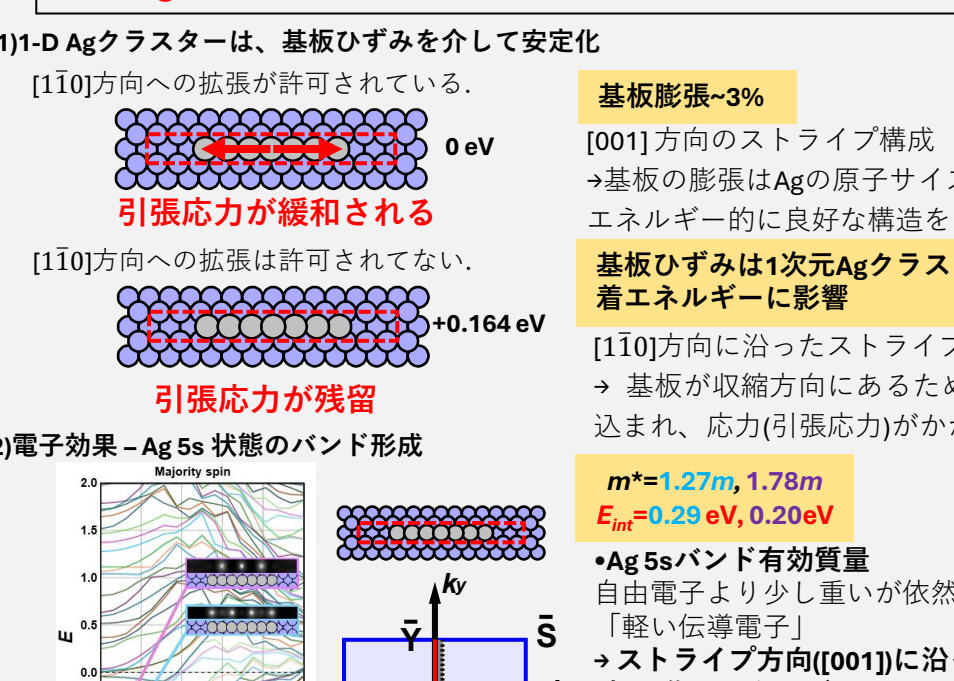 1)1-D Agクラスターは、基板ひずみを介して安定化
[11̅0]方向への拡張が許可されている.
0 eV
引張応力が緩和される
[11̅0]方向への拡張は許可されてない.
+0.164 eV
引張応力が残留
基板膨張~3%
[001] 方向のストライプ構成
→基板の膨張はAgの原子サイズ
エネルギー的に良好な構造を
基板ひずみは1次元Agクラス
着エネルギーに影響
[11̅0]方向に沿ったストライプ
→ 基板が収縮方向にあるため
込まれ、応力(引張応力)がか
2)電子効果 – Ag 5s 状態のバンド形成
Majority spin
2.0
1.5
1.0
0.5
0.0
E
ky
Y̅
S̅
m*=1.27m, 1.78m
Eint=0.29 eV, 0.20eV
•Ag 5sバンド有効質量
自由電子より少し重いが依然
「軽い伝導電子」
→ ストライプ方向([001])に沿